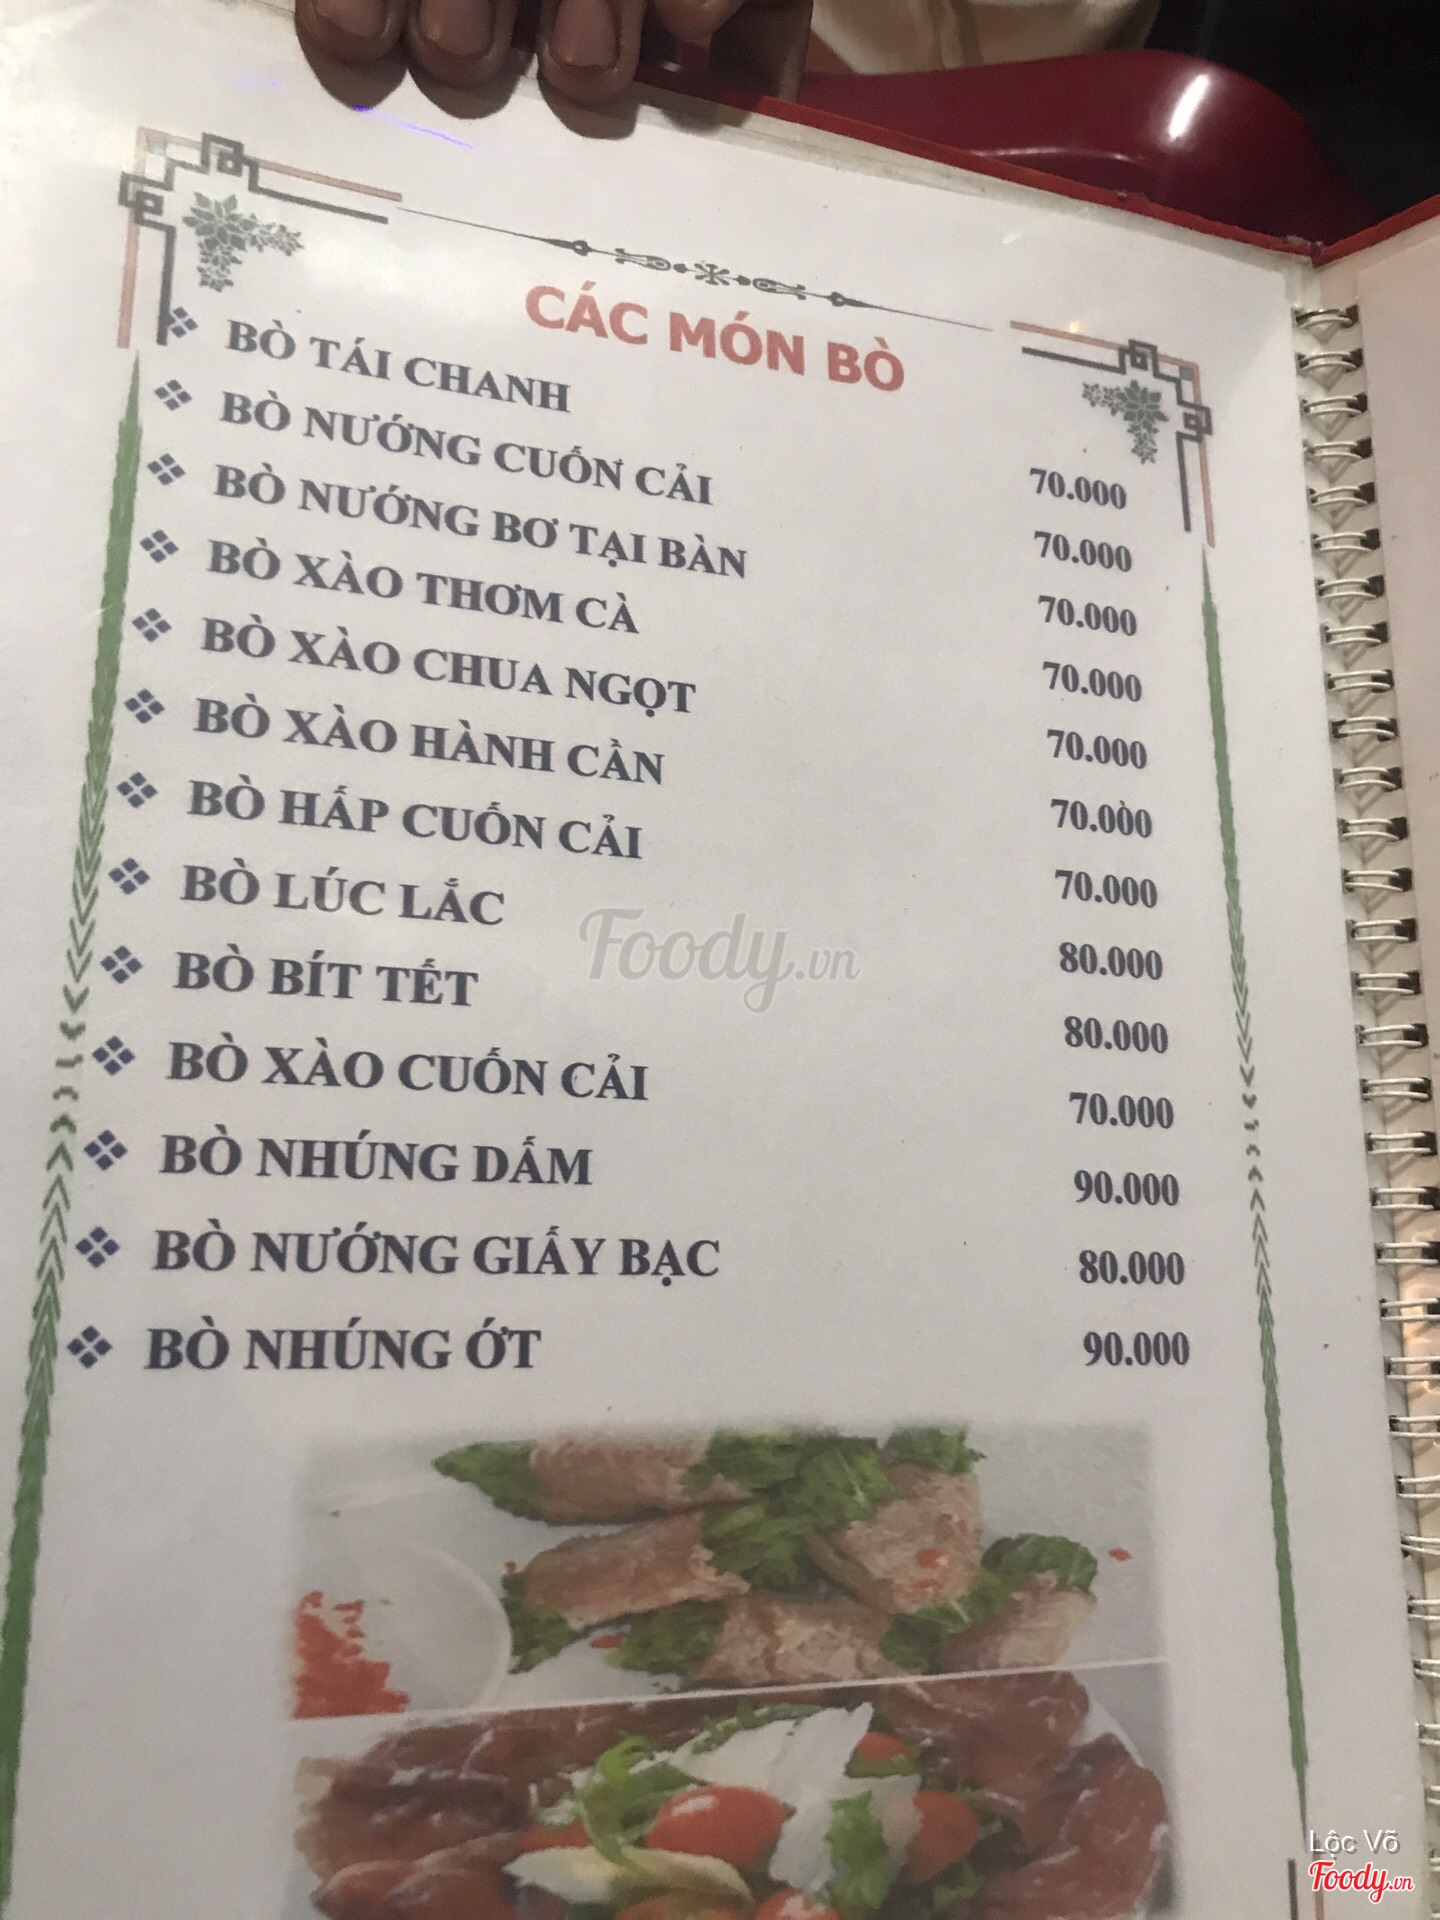 CÁC MÓN BÒ
BÒ TÁI CHANH 70.000
BÒ NƯỚNG CUỐN CẢI 70.000
BÒ NƯỚNG BƠ TẠI BÀN 70.000
BÒ XÀO THƠM CÀ 70.000
BÒ XÀO CHUA NGỌT 70.000
BÒ XÀO HÀNH CẦN 70.000
BÒ HẤP CUỐN CẢI 70.000
BÒ LÚC LẮC 80.000
BÒ BÍT TẾT 80.000
BÒ XÀO CUỐN CẢI 70.000
BÒ NHÚNG DẤM 90.000
BÒ NƯỚNG GIẤY BẠC 80.000
BÒ NHÚNG ỚT 90.000
Foody.vn
Lộc Võ
Foody.vn